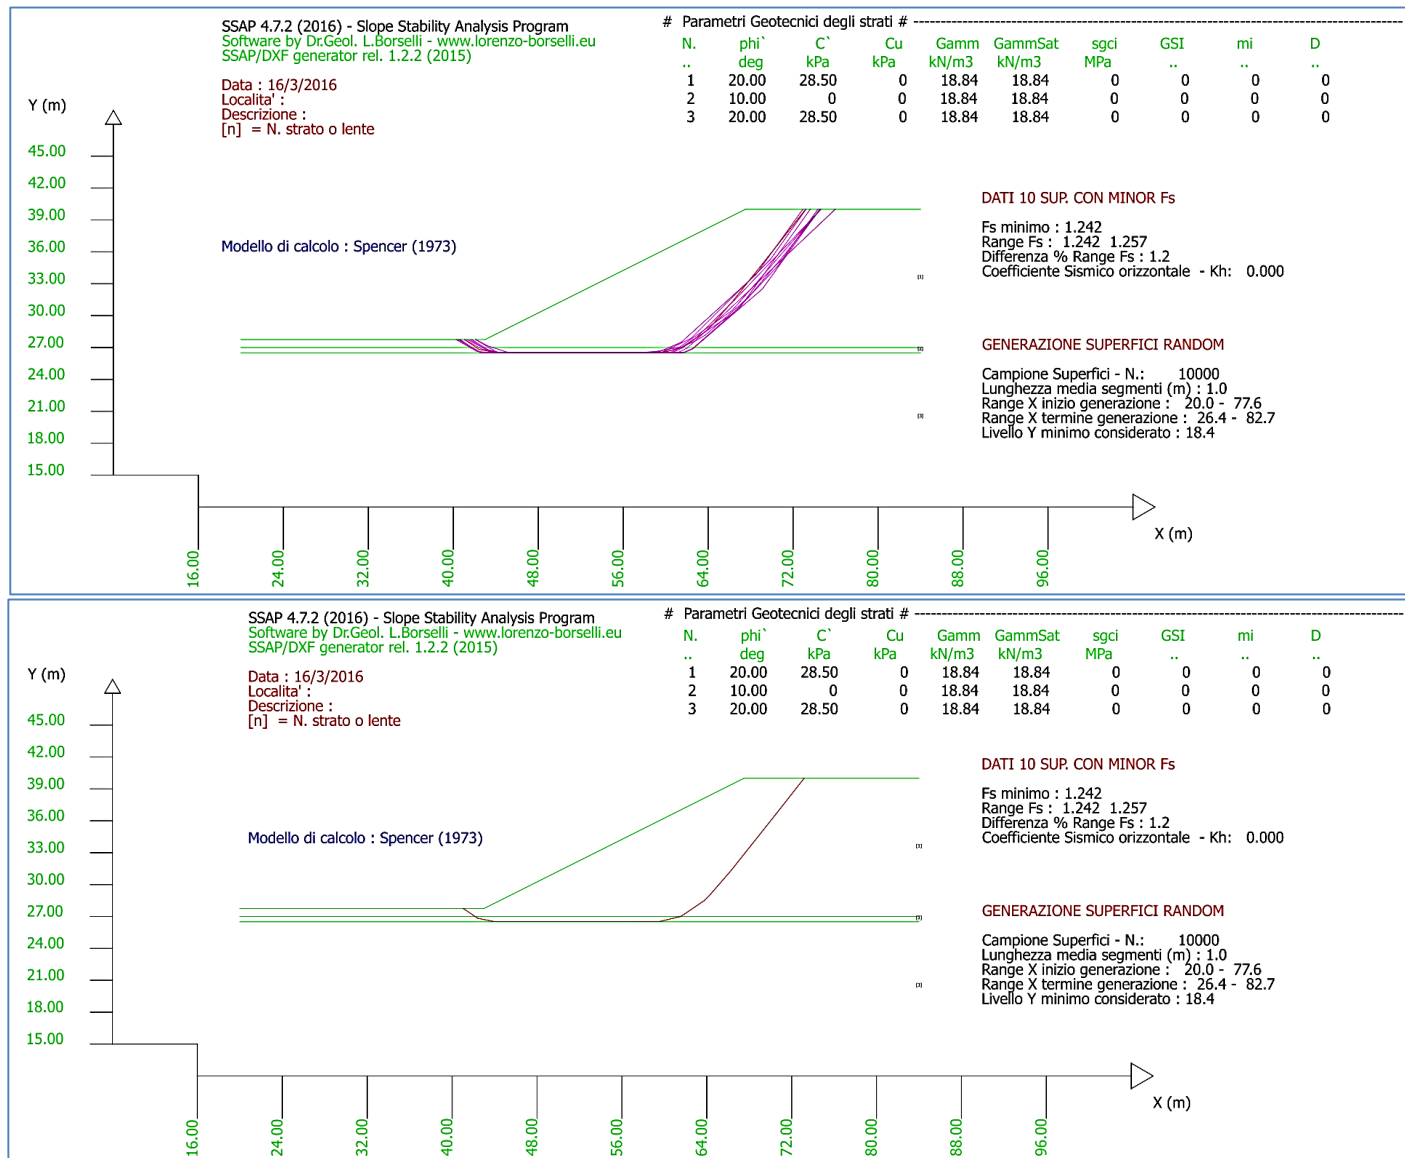 SSAP 4.7.2 (2016) - Slope Stability Analysis Program
Software by Dr.Geol. L.Borselli - www.lorenzo-borselli.eu
SSAP/DXF generator rel. 1.2.2 (2015)
Data : 16/3/2016
Localita' :
Descrizione :
[n] = N. strato o lente
# Parametri Geotecnici degli strati #
N. phi` C` Cu Gamm GammSat sgci GSI mi D
.. deg kPa kPa kN/m3 kN/m3 MPa .. .. ..
1 20.00 28.50 0 18.84 18.84 0 0 0 0
2 10.00 0 0 18.84 18.84 0 0 0 0
3 20.00 28.50 0 18.84 18.84 0 0 0 0
Y (m)
45.00
42.00
39.00
36.00
33.00
30.00
27.00
24.00
21.00
18.00
15.00
Modello di calcolo : Spencer (1973)
DATI 10 SUP. CON MINOR Fs
Fs minimo : 1.242
Range Fs : 1.242 1.257
Differenza % Range Fs : 1.2
Coefficiente Sismico orizzontale - Kh: 0.000
GENERAZIONE SUPERFICI RANDOM
Campione Superfici - N.: 10000
Lunghezza media segmenti (m) : 1.0
Range X inizio generazione : 20.0 - 77.6
Range X termine generazione : 26.4 - 82.7
Livello Y minimo considerato : 18.4
X (m)
16.00 24.00 32.00 40.00 48.00 56.00 64.00 72.00 80.00 88.00 96.00
SSAP 4.7.2 (2016) - Slope Stability Analysis Program
Software by Dr.Geol. L.Borselli - www.lorenzo-borselli.eu
SSAP/DXF generator rel. 1.2.2 (2015)
Data : 16/3/2016
Localita' :
Descrizione :
[n] = N. strato o lente
# Parametri Geotecnici degli strati #
N. phi` C` Cu Gamm GammSat sgci GSI mi D
.. deg kPa kPa kN/m3 kN/m3 MPa .. .. ..
1 20.00 28.50 0 18.84 18.84 0 0 0 0
2 10.00 0 0 18.84 18.84 0 0 0 0
3 20.00 28.50 0 18.84 18.84 0 0 0 0
Y (m)
45.00
42.00
39.00
36.00
33.00
30.00
27.00
24.00
21.00
18.00
15.00
Modello di calcolo : Spencer (1973)
DATI 10 SUP. CON MINOR Fs
Fs minimo : 1.242
Range Fs : 1.242 1.257
Differenza % Range Fs : 1.2
Coefficiente Sismico orizzontale - Kh: 0.000
GENERAZIONE SUPERFICI RANDOM
Campione Superfici - N.: 10000
Lunghezza media segmenti (m) : 1.0
Range X inizio generazione : 20.0 - 77.6
Range X termine generazione : 26.4 - 82.7
Livello Y minimo considerato : 18.4
X (m)
16.00 24.00 32.00 40.00 48.00 56.00 64.00 72.00 80.00 88.00 96.00